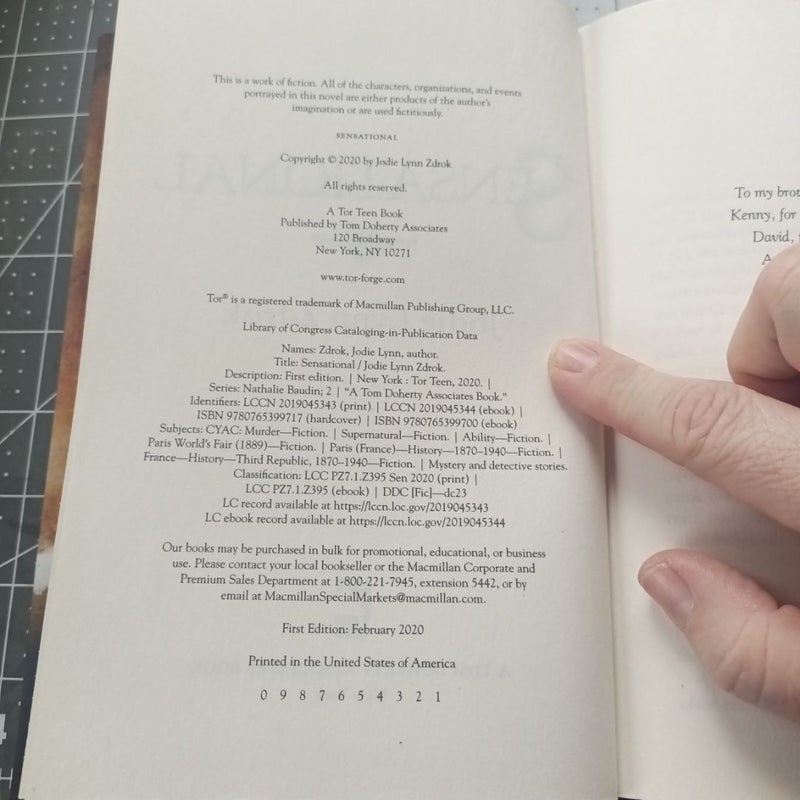 This is a work of fiction. All of the characters, organizations, and events
portrayed in this novel are either products of the author's
imagination or are used fictitiously.
SENSATIONAL
Copyright © 2020 by Jodie Lynn Zdrok
All rights reserved.
A Tor Teen Book
Published by Tom Doherty Associates
120 Broadway
New York, NY 10271
www.tor-forge.com
Tor® is a registered trademark of Macmillan Publishing Group, LLC.
Library of Congress Cataloging-in-Publication Data
Names: Zdrok, Jodie Lynn, author.
Title: Sensational / Jodie Lynn Zdrok.
Description: First edition. | New York : Tor Teen, 2020. |
Series: Nathalie Baudin; 2 | “A Tom Doherty Associates Book.”
Identifiers: LCCN 2019045343 (print) | LCCN 2019045344 (ebook) |
ISBN 9780765399717 (hardcover) | ISBN 9780765399700 (ebook)
Subjects: CYAC: Murder—Fiction. | Supernatural—Fiction. | Ability—Fiction. |
Paris World's Fair (1889)—Fiction. | Paris (France)—History—1870–1940—Fiction. |
France—History—Third Republic, 1870–1940—Fiction. | Mystery and detective stories.
Classification: LCC PZ7.1.Z395 Sen 2020 (print) |
LCC PZ7.1.Z395 (ebook) | DDC [Fic]—dc23
LC record available at https://lccn.loc.gov/2019045343
LC ebook record available at https://lccn.loc.gov/2019045344
Our books may be purchased in bulk for promotional, educational, or business
use. Please contact your local bookseller or the Macmillan Corporate and
Premium Sales Department at 1-800-221-7945, extension 5442, or by
email at MacmillanSpecialMarkets@macmillan.com.
First Edition: February 2020
Printed in the United States of America
0 9 8 7 6 5 4 3 2 1
To my brot
Kenny, for
David,